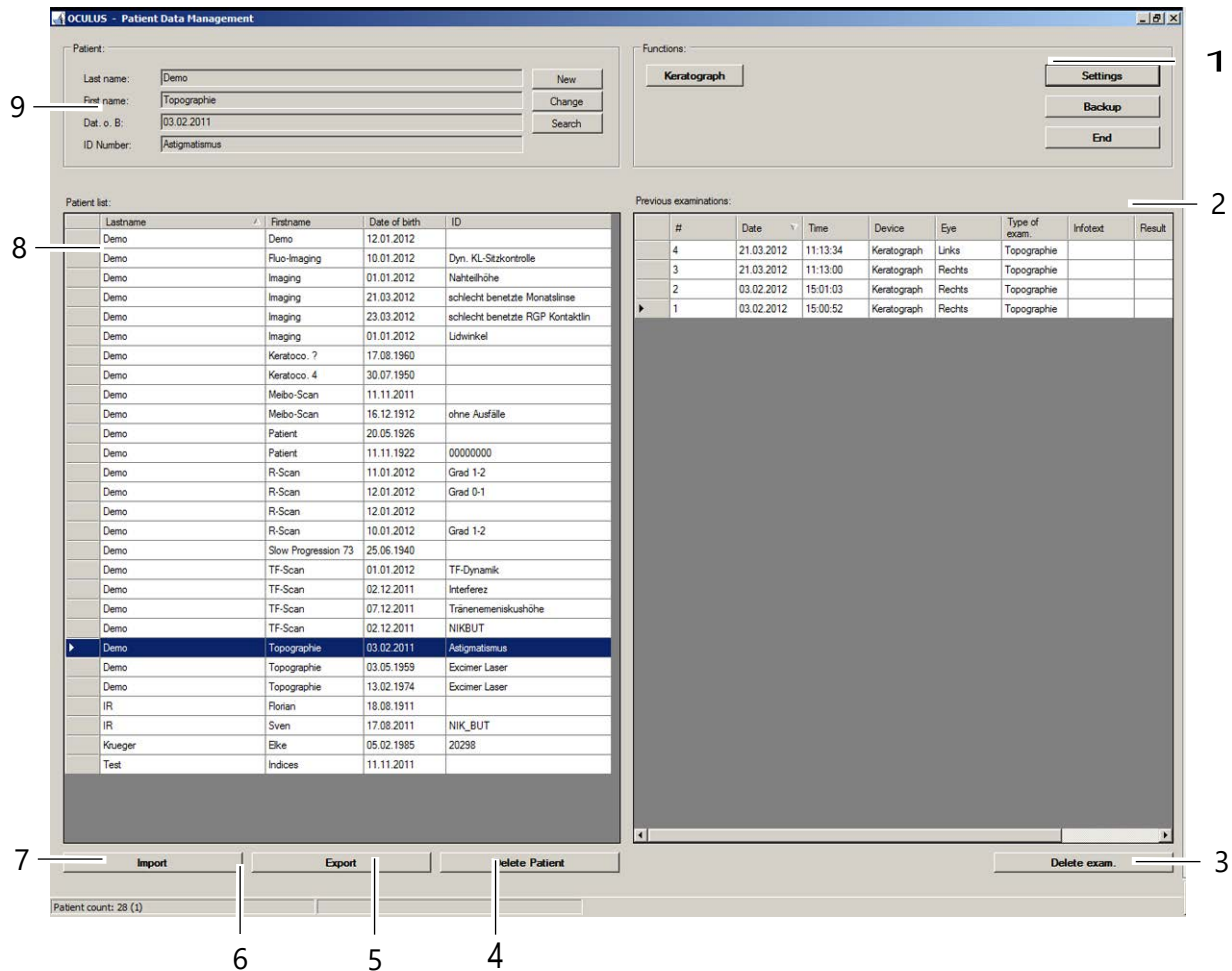 OCULUS - Patient Data Management
Patient:
Last name: Demo New
First name: Topographie Change
Dat. o. B: 03.02.2011 Search
ID Number: Astigmatismus
Functions:
Keratograph Settings
Backup
End
1
9
Patient list:
Lastname Firstname Date of birth ID
Demo Demo 12.01.2012
Demo Fluo-Imaging 10.01.2012 Dyn. KL-Sitzkontrolle
Demo Imaging 01.01.2012 Nahteilhöhe
Demo Imaging 21.03.2012 schlecht benetzte Monatslinse
Demo Imaging 23.03.2012 schlecht benetzte RGP Kontaktlin
Demo Imaging 01.01.2012 Lidwinkel
Demo Keratoco. ? 17.08.1960
Demo Keratoco. 4 30.07.1950
Demo Meibo-Scan 11.11.2011
Demo Meibo-Scan 16.12.1912 ohne Ausfälle
Demo Patient 20.05.1926
Demo Patient 11.11.1922 00000000
Demo R-Scan 11.01.2012 Grad 1-2
Demo R-Scan 12.01.2012 Grad 0-1
Demo R-Scan 12.01.2012
Demo R-Scan 10.01.2012 Grad 1-2
Demo Slow Progression 73 25.06.1940
Demo TF-Scan 01.01.2012 TF-Dynamik
Demo TF-Scan 02.12.2011 Interferez
Demo TF-Scan 07.12.2011 Tränenemeniskushöhe
Demo TF-Scan 02.12.2011 NIKBUT
Demo Topographie 03.02.2011 Astigmatismus
Demo Topographie 03.05.1959 Excimer Laser
Demo Topographie 13.02.1974 Excimer Laser
IR Florian 18.08.1911
IR Sven 17.08.2011 NIK_BUT
Krueger Elke 05.02.1985 20298
Test Indices 11.11.2011
8
Previous examinations:
2
# Date Time Device Eye Type of exam. Infotext Result
4 21.03.2012 11:13:34 Keratograph Links Topographie
3 21.03.2012 11:13:00 Keratograph Rechts Topographie
2 03.02.2012 15:01:03 Keratograph Rechts Topographie
1 03.02.2012 15:00:52 Keratograph Rechts Topographie
7 Import Export Delete Patient Delete exam. 3
Patient count: 28 (1)
6 5 4